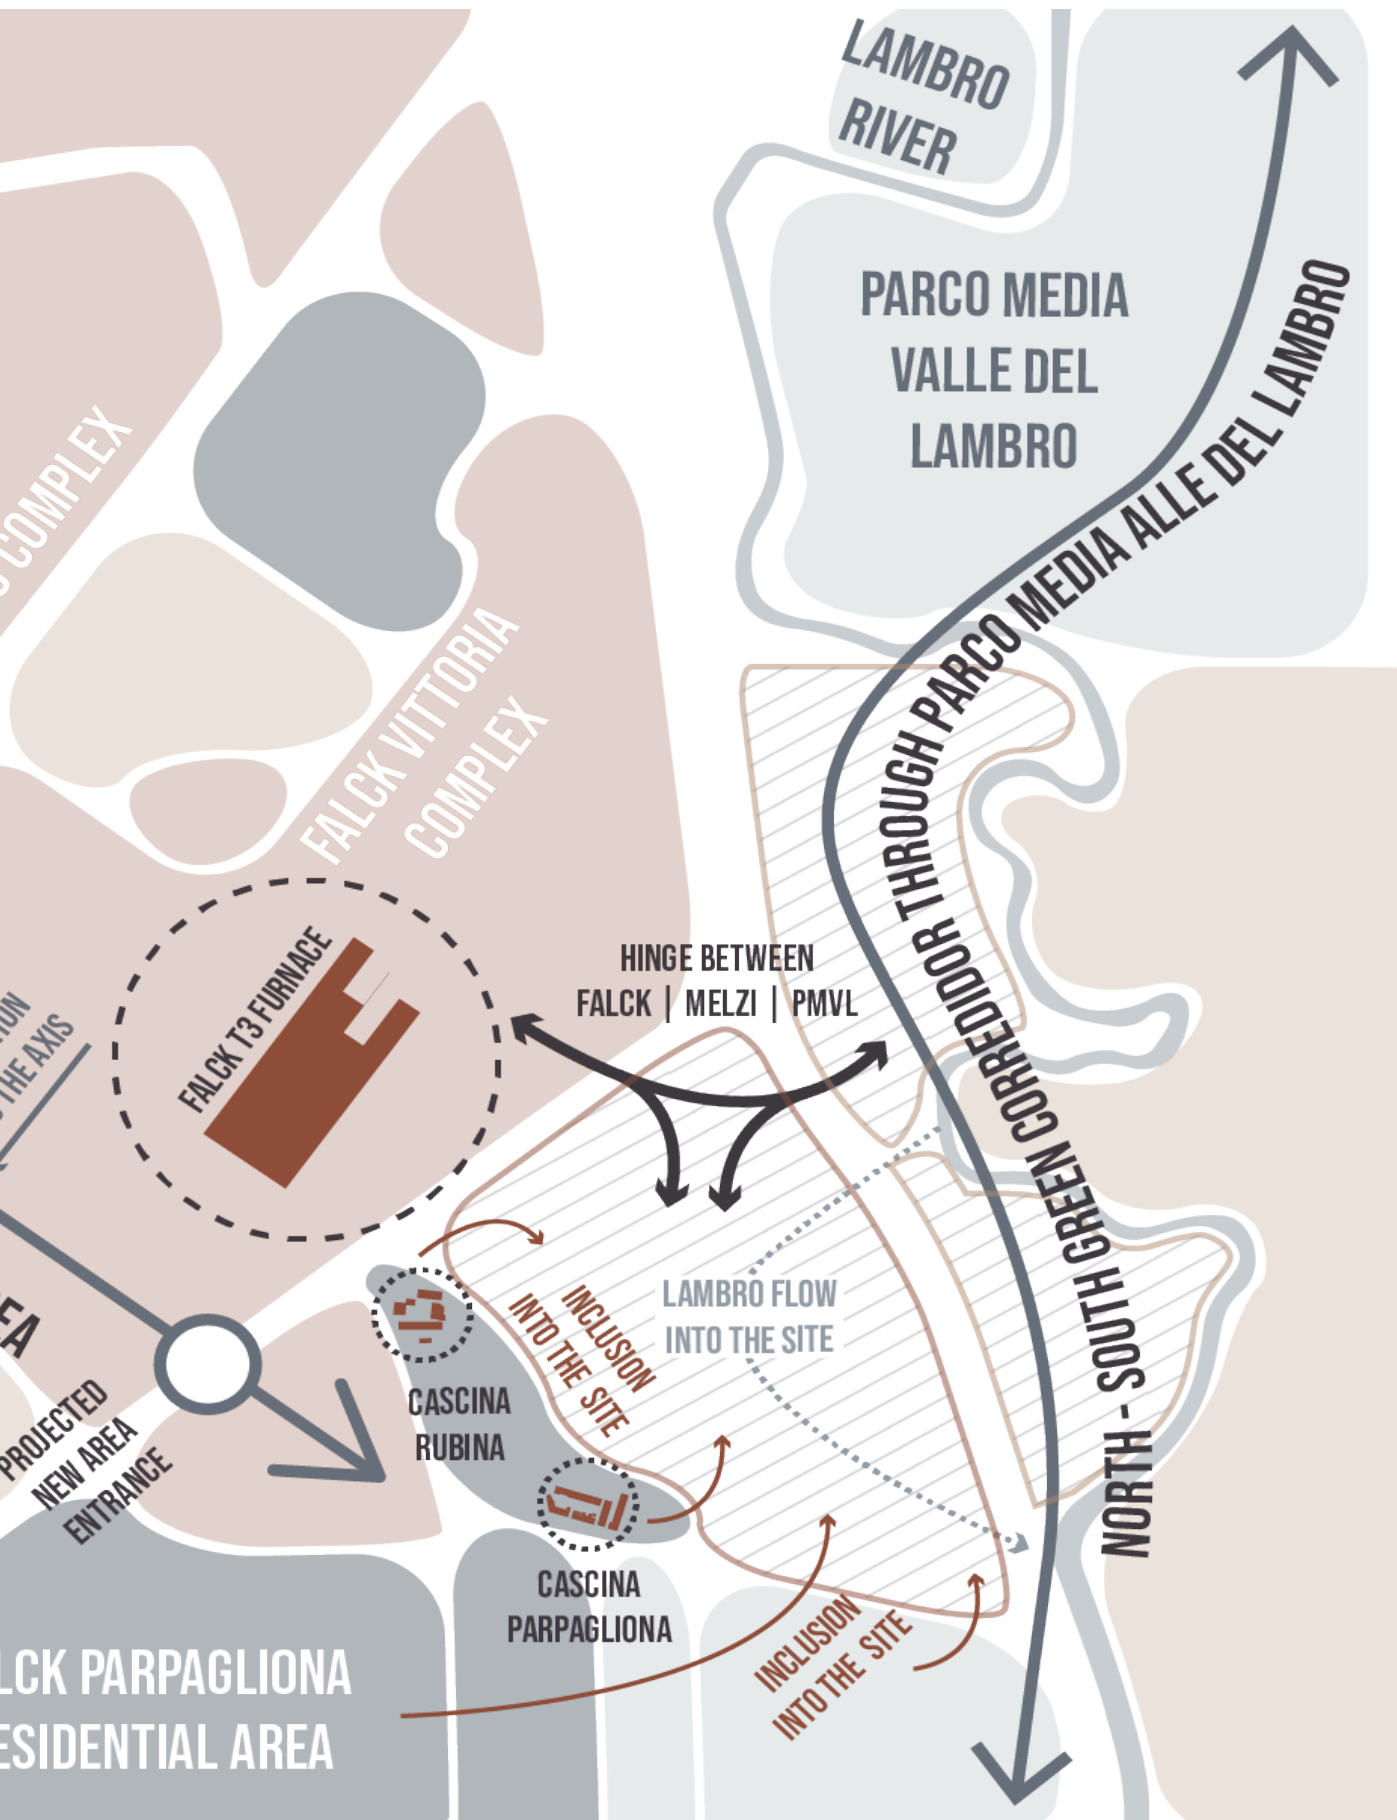 LAMBRO
RIVER
PARCO MEDIA
VALLE DEL
LAMBRO
NORTH - SOUTH GREEN CORREDIDOR THROUGH PARCO MEDIA ALLE DEL LAMBRO
COMPLEX
FALCK VITTORIA
COMPLEX
FALCK T3 FURNACE
HINGE BETWEEN
FALCK | MELZI | PMVL
THE AXIS
LAMBRO FLOW
INTO THE SITE
INCLUSION
INTO THE SITE
CASCINA
RUBINA
PROJECTED
NEW AREA
ENTRANCE
CASCINA
PARPAGLIONA
INCLUSION
INTO THE SITE
LCK PARPAGLIONA
ESIDENTIAL AREA